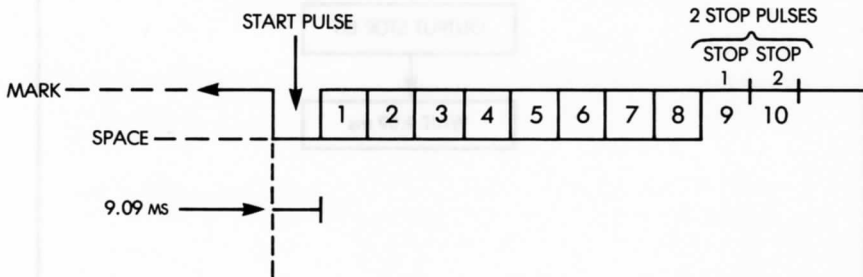 2 STOP PULSES
START PULSE
STOP STOP
1 2
MARK
1 2 3 4 5 6 7 8 9 10
SPACE
9.09 MS